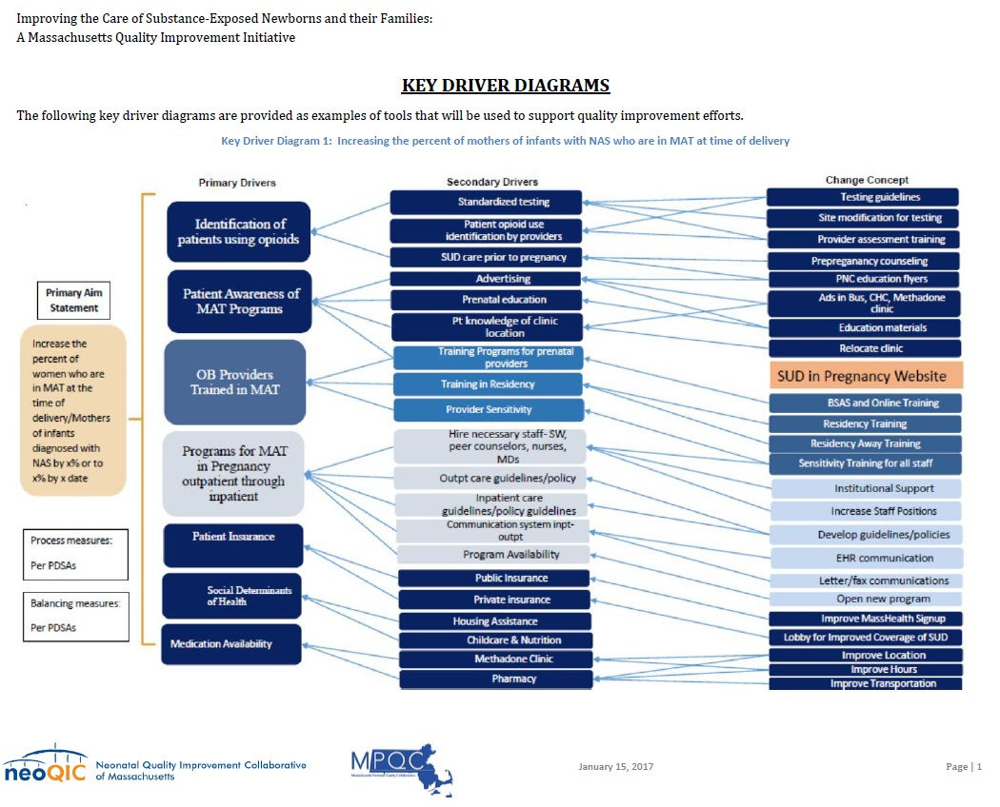 Improving the Care of Substance-Exposed Newborns and their Families:
A Massachusetts Quality Improvement Initiative
KEY DRIVER DIAGRAMS
The following key driver diagrams are provided as examples of tools that will be used to support quality improvement efforts.
Key Driver Diagram 1: Increasing the percent of mothers of infants with NAS who are in MAT at time of delivery
Primary Aim
Statement
Increase the
percent of
women who are
in MAT at the
time of
delivery/Mothers
of infants
diagnosed with
NAS by x% or to
x% by x date
Process measures:
Per PDSAs
Balancing measures:
Per PDSAs
Primary Drivers
Identification of
patients using opioids
Patient Awareness of
MAT Programs
OB Providers
Trained in MAT
Programs for MAT
in Pregnancy
outpatient through
inpatient
Patient Insurance
Social Determinants
of Health
Medication Availability
Secondary Drivers
Standardized testing
Patient opioid use
identification by providers
SUD care prior to pregnancy
Advertising
Prenatal education
Pt knowledge of clinic
location
Training Programs for prenatal
providers
Training in Residency
Provider Sensitivity
Hire necessary staff- SW,
peer counselors, nurses,
MDs
Outpt care guidelines/policy
Inpatient care
guidelines/policy guidelines
Communication system inpt-
outpt
Program Availability
Public Insurance
Private insurance
Housing Assistance
Childcare & Nutrition
Methadone Clinic
Pharmacy
Change Concept
Testing guidelines
Site modification for testing
Provider assessment training
Prepreganancy counseling
PNC education flyers
Ads in Bus, CHC, Methadone
clinic
Education materials
Relocate clinic
SUD in Pregnancy Website
BSAS and Online Training
Residency Training
Residency Away Training
Sensitivity Training for all staff
Institutional Support
Increase Staff Positions
Develop guidelines/policies
EHR communication
Letter/fax communications
Open new program
Improve MassHealth Signup
Lobby for Improved Coverage of SUD
Improve Location
Improve Hours
Improve Transportation
neoQIC
Neonatal Quality Improvement Collaborative
of Massachusetts
MPQC
January 15, 2017
Page | 1